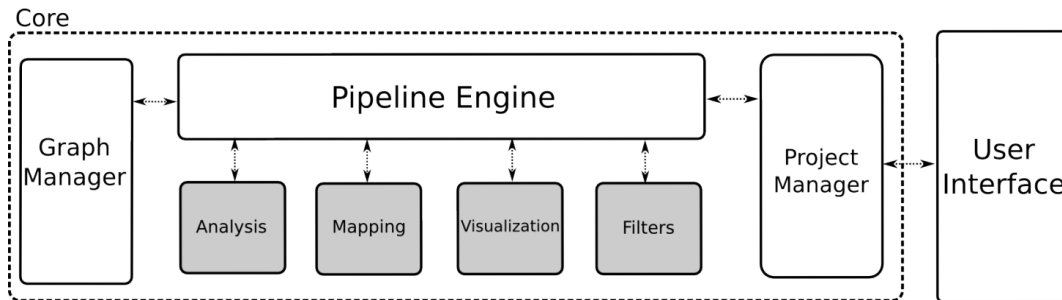 Core
Graph
Manager
Pipeline Engine
Analysis
Mapping
Visualization
Filters
Project
Manager
User
Interface